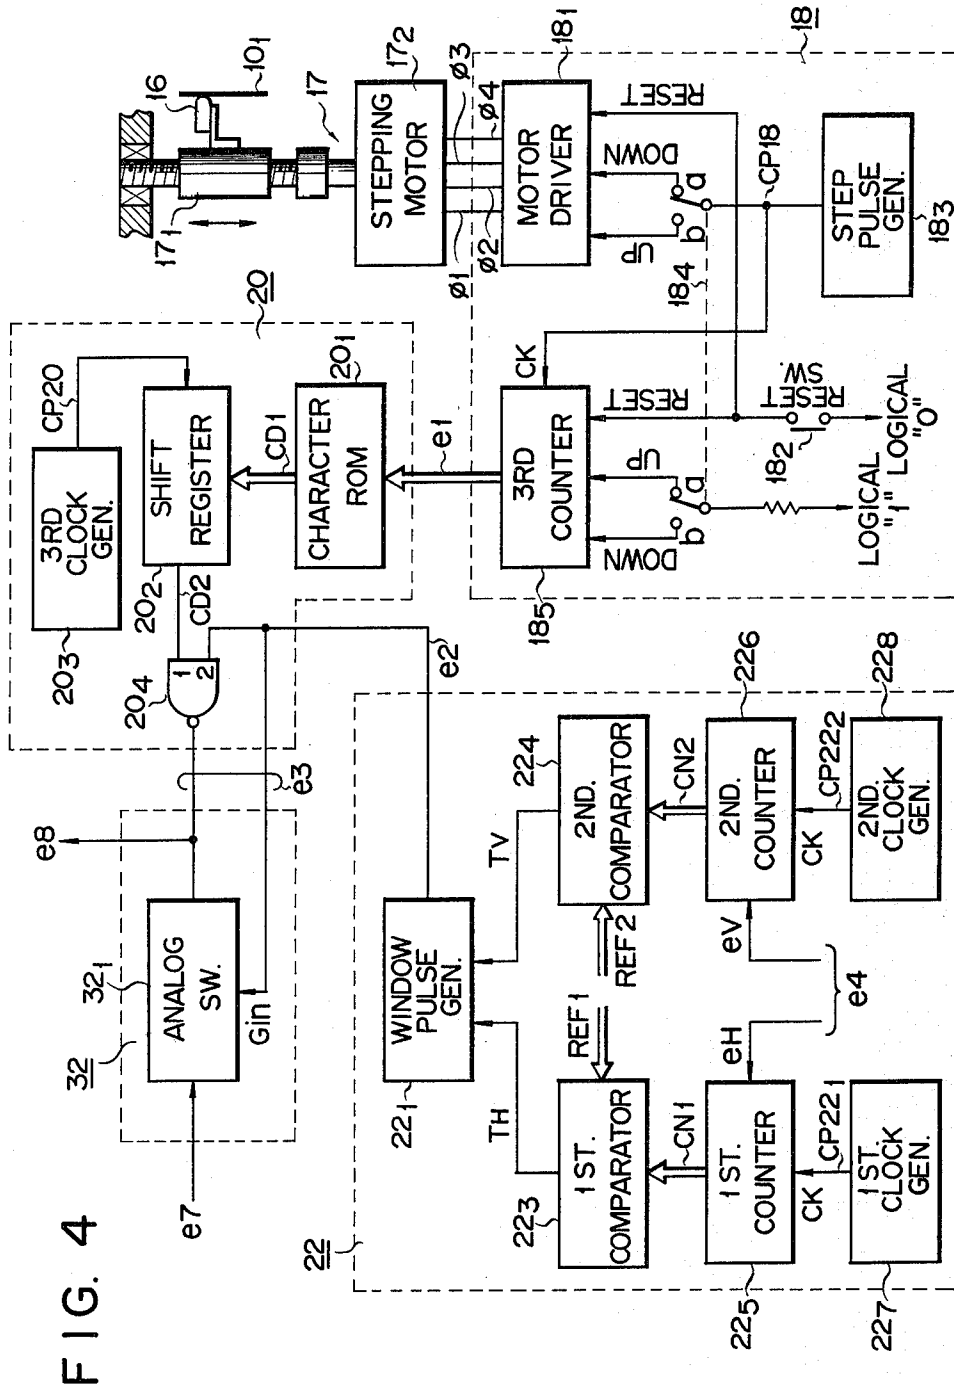 FIG. 4
e7
32
321
ANALOG
SW.
Gin
e8
e3
20
203
3RD
CLOCK
GEN.
CP20
202
SHIFT
REGISTER
CD2
204
1
2
CD1
201
CHARACTER
ROM
e1
e2
16
101
17
171
172
STEPPING
MOTOR
ø1
ø2
ø3
ø4
18
181
MOTOR
DRIVER
UP
DOWN
RESET
b
a
184
CP18
STEP
PULSE
GEN.
183
185
3RD
COUNTER
CK
DOWN
UP
RESET
b
a
182
RESET
SW.
LOGICAL
"1"
LOGICAL
"0"
22
221
WINDOW
PULSE
GEN.
TH
TV
223
1ST.
COMPARATOR
REF1
REF2
224
2ND.
COMPARATOR
CN1
CN2
225
1ST.
COUNTER
eH
eV
e4
226
2ND.
COUNTER
CK
CP221
CK
CP222
227
1ST.
CLOCK
GEN.
228
2ND.
CLOCK
GEN.